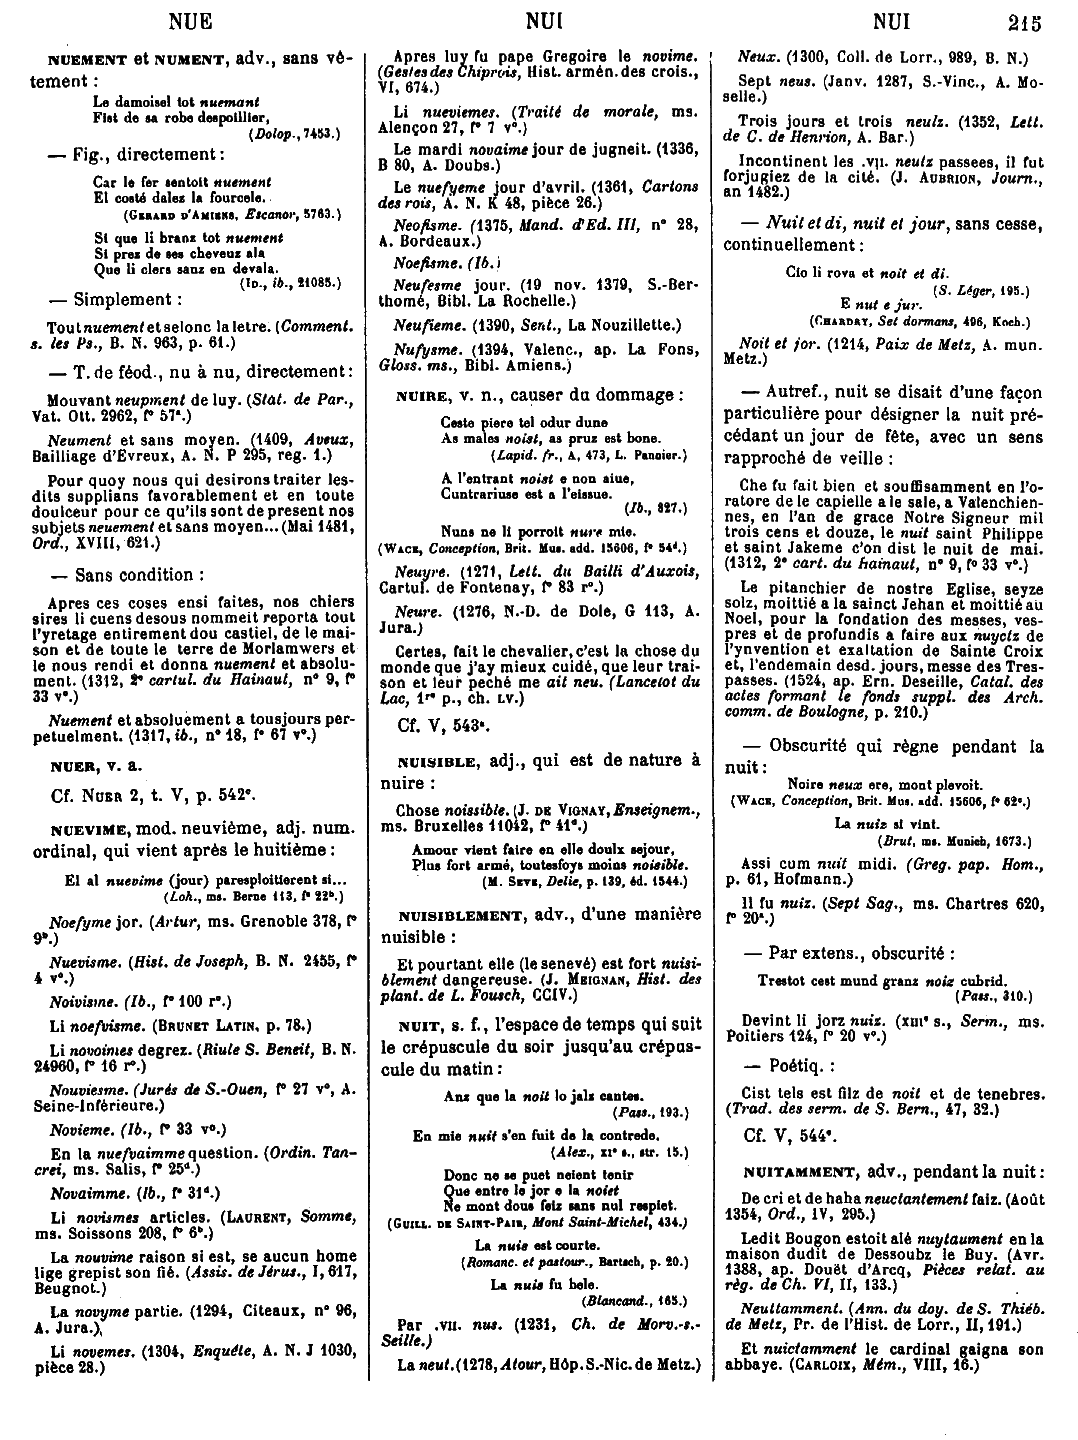 NUE
NUI
NUI
215
NUEMENT et NUMENT, adv., sans vê-
tement :
Le damoisel tot nuemant
Fist de sa robe despoillier,
(Dolop., 7453.)
— Fig., directement :
Car le fer sentoit nuement
El costé dalez la fourcele.
(GERARD D'AMIENS, Escanor, 5763.)
Si que li branz tot nuement
Si prez de ses cheveuz ala
Que li clers sanz en devala.
(ID., ib., 21085.)
— Simplement :
Tout nuement et selonc la letre. (Comment.
s. les Ps., B. N. 963, p. 61.)
— T. de féod., nu à nu, directement :
Mouvant neupment de luy. (Stat. de Par.,
Vat. Ott. 2962, f° 57ª.)
Neument et sans moyen. (1409, Aveux,
Bailliage d'Evreux, A. N. P 295, reg. 1.)
Pour quoy nous qui desirons traiter les-
dits supplians favorablement et en toute
doulceur pour ce qu'ils sont de present nos
subjets neuement et sans moyen... (Mai 1481,
Ord., XVIII, 621.)
— Sans condition :
Apres ces coses ensi faites, nos chiers
sires li cuens desous nommeit reporta tout
l'yretage entirement dou castiel, de le mai-
son et de toute le terre de Morlamwers et
le nous rendi et donna nuement et absolu-
ment. (1312, 2ᵉ cartul. du Hainaut, n° 9, f°
33 v°.)
Nuement et absoluement a tousjours per-
petuelment. (1317, ib., n° 18, f° 67 v°.)
NUER, v. a.
Cf. NUER 2, t. V, p. 542ᶜ.
NUEVIME, mod. neuvième, adj. num.
ordinal, qui vient après le huitième :
El al nuevime (jour) paresploitierent si...
(Loh., ms. Berne 113, f° 22ᵇ.)
Noefyme jor. (Artur, ms. Grenoble 378, f°
9ᵇ.)
Nuevisme. (Hist. de Joseph, B. N. 2455, f°
4 v°.)
Noivisme. (Ib., f° 100 r°.)
Li noefvisme. (BRUNET LATIN, p. 78.)
Li novoimes degrez. (Riule S. Beneit, B. N.
24960, f° 16 r°.)
Nouviesme. (Jurés de S.-Ouen, f° 27 v°, A.
Seine-Inférieure.)
Novieme. (Ib., f° 33 v°.)
En la nuefvaimme question. (Ordin. Tan-
crei, ms. Salis, f° 25ᵈ.)
Novaimme. (Ib., f° 31ᵈ.)
Li novismes articles. (LAURENT, Somme,
ms. Soissons 208, f° 6ᵇ.)
La nouvime raison si est, se aucun home
lige grepist son fié. (Assis. de Jérus., I, 617,
Beugnot.)
La novyme partie. (1294, Citeaux, n° 96,
A. Jura.)
Li novemes. (1304, Enquête, A. N. J 1030,
pièce 28.)
Apres luy fu pape Gregoire le novime.
(Gestes des Chiprois, Hist. armén. des crois.,
VI, 674.)
Li nueviemes. (Traité de morale, ms.
Alençon 27, f° 7 v°.)
Le mardi novaime jour de jugneit. (1336,
B 80, A. Doubs.)
Le nuefyeme jour d'avril. (1361, Cartons
des rois, A. N. K 48, pièce 26.)
Neofisme. (1375, Mand. d'Ed. III, n° 28,
A. Bordeaux.)
Noefisme. (Ib.)
Neufesme jour. (19 nov. 1379, S.-Ber-
thomé, Bibl. La Rochelle.)
Neufieme. (1390, Sent., La Nouzillette.)
Nufysme. (1394, Valenc., ap. La Fons,
Gloss. ms., Bibl. Amiens.)
NUIRE, v. n., causer du dommage :
Ceste piere tel odur dune
As males noist, as pruz est bone.
(Lapid. fr., A, 473, L. Pannier.)
A l'entrant noist e non aiue,
Cuntrariuse est a l'eissue.
(Ib., 827.)
Nuns ne li porroit nure mie.
(WACE, Conception, Brit. Mus. add. 15606, f° 54ᵈ.)
Neuyre. (1271, Lett. du Bailli d'Auxois,
Cartul. de Fontenay, f° 83 r°.)
Neure. (1276, N.-D. de Dole, G 113, A.
Jura.)
Certes, fait le chevalier, c'est la chose du
monde que j'ay mieux cuidé, que leur trai-
son et leur peché me ait neu. (Lancelot du
Lac, 1ʳᵉ p., ch. LV.)
Cf. V, 543ᶜ.
NUISIBLE, adj., qui est de nature à
nuire :
Chose noissible. (J. DE VIGNAY, Enseignem.,
ms. Bruxelles 11042, f° 41ᵈ.)
Amour vient faire en elle doulx sejour,
Plus fort armé, toutesfoys moins noisible.
(M. SEVE, Delie, p. 139, éd. 1544.)
NUISIBLEMENT, adv., d'une manière
nuisible :
Et pourtant elle (le senevé) est fort nuisi-
blement dangereuse. (J. MEIGNAN, Hist. des
plant. de L. Fousch, CCIV.)
NUIT, s. f., l'espace de temps qui suit
le crépuscule du soir jusqu'au crépus-
cule du matin :
Anz que la noit lo jalz cantes.
(Pass., 193.)
En mie nuit s'en fuit de la contrede.
(Alex., XIᵉ s., str. 15.)
Donc ne se puet neient tenir
Que entre le jor e la noiet
Ne mont dous feiz sans nul respiet.
(GUILL. DE SAINT-PAIR, Mont Saint-Michel, 434.)
La nuis est courte.
(Romanc. et pastour., Bartsch, p. 20.)
La nuis fu bele.
(Blancand., 165.)
Par .VII. nus. (1231, Ch. de Morv.-s.-
Seille.)
La neut. (1278, Atour, Hôp. S.-Nic. de Metz.)
Neux. (1300, Coll. de Lorr., 989, B. N.)
Sept neus. (Janv. 1287, S.-Vinc., A. Mo-
selle.)
Trois jours et trois neulz. (1352, Lett.
de C. de Henrion, A. Bar.)
Incontinent les .vıı. neutz passees, il fut
forjugiez de la cité. (J. AUBRION, Journ.,
an 1482.)
— Nuit et di, nuit et jour, sans cesse,
continuellement :
Cio li rova et noit et di.
(S. Léger, 195.)
E nut e jur.
(CHARDRY, Set dormans, 496, Koch.)
Noit et jor. (1214, Paix de Metz, A. mun.
Metz.)
— Autref., nuit se disait d'une façon
particulière pour désigner la nuit pré-
cédant un jour de fête, avec un sens
rapproché de veille :
Che fu fait bien et souffisamment en l'o-
ratore de le capielle a le sale, a Valenchien-
nes, en l'an de grace Notre Signeur mil
trois cens et douze, le nuit saint Philippe
et saint Jakeme c'on dist le nuit de mai.
(1312, 2ᵉ cart. du hainaut, n° 9, f° 33 v°.)
Le pitanchier de nostre Eglise, seyze
solz, moittié a la sainct Jehan et moittié au
Noel, pour la fondation des messes, ves-
pres et de profundis a faire aux nuyctz de
l'ynvention et exaltation de Sainte Croix
et, l'endemain desd. jours, messe des Tres-
passes. (1524, ap. Ern. Deseille, Catal. des
actes formant le fonds suppl. des Arch.
comm. de Boulogne, p. 210.)
— Obscurité qui règne pendant la
nuit :
Noire neux ere, mont plevoit.
(WACE, Conception, Brit. Mus. add. 15606, f° 62ᵒ.)
La nuiz si vint.
(Brut, ms. Munich, 1673.)
Assi cum nuit midi. (Greg. pap. Hom.,
p. 61, Hofmann.)
Il fu nuiz. (Sept Sag., ms. Chartres 620,
f° 20ᵃ.)
— Par extens., obscurité :
Trestot cest mund granz noiz cubrid.
(Pass., 310.)
Devint li jorz nuiz. (XIIIᵉ s., Serm., ms.
Poitiers 124, f° 20 v°.)
— Poétiq. :
Cist tels est filz de noit et de tenebres.
(Trad. des serm. de S. Bern., 47, 32.)
Cf. V, 544ᵃ.
NUITAMMENT, adv., pendant la nuit :
De cri et de haha neuctantement faiz. (Août
1354, Ord., IV, 295.)
Ledit Bougon estoit alé nuytaument en la
maison dudit de Dessoubz le Buy. (Avr.
1388, ap. Douët d'Arcq, Pièces relat. au
règ. de Ch. VI, II, 133.)
Neuttamment. (Ann. du doy. de S. Thiéb.
de Metz, Pr. de l'Hist. de Lorr., II, 191.)
Et nuictamment le cardinal gaigna son
abbaye. (CARLOIX, Mém., VIII, 16.)